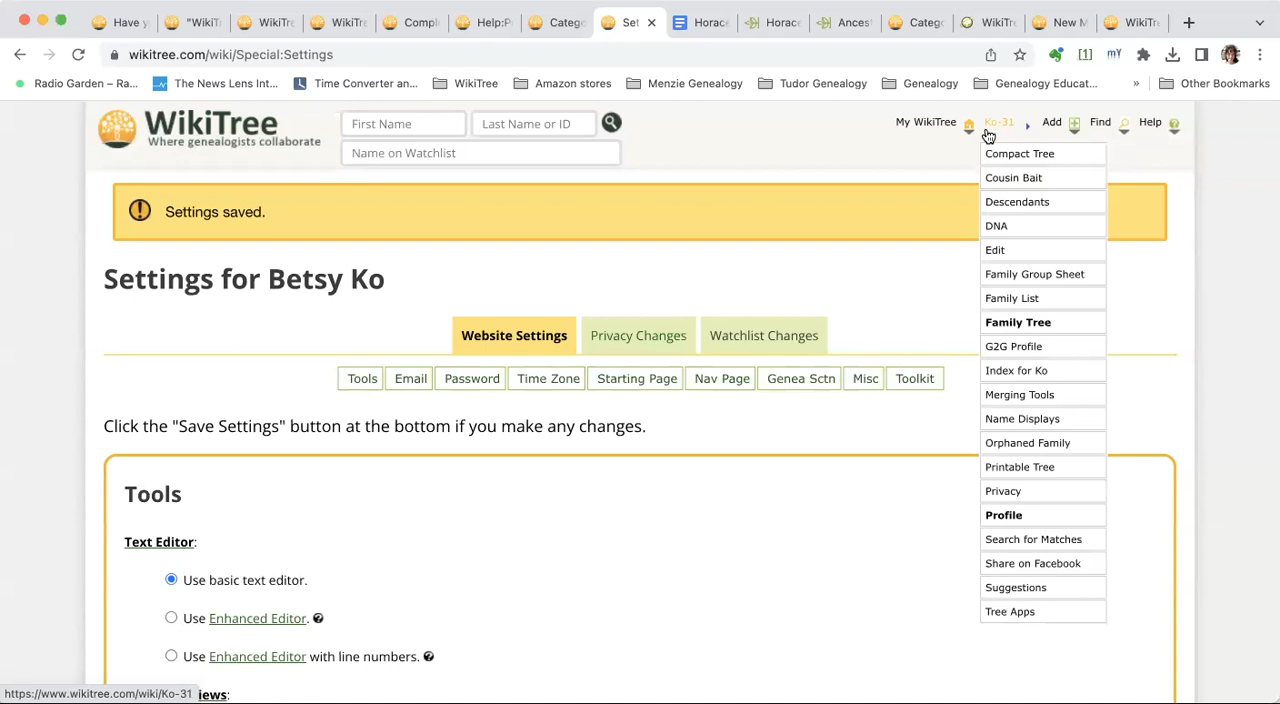 Have y
"WikiTr
WikiTre
WikiTre
Compl
Help:Pr
Catego
Set
Horace
Horace
Ancest
Catego
WikiTre
New M
WikiTre
wikitree.com/wiki/Special:Settings
Radio Garden – Ra...
The News Lens Int...
Time Converter an...
WikiTree
Amazon stores
Menzie Genealogy
Tudor Genealogy
Genealogy
Genealogy Educat...
»
Other Bookmarks
WikiTree
Where genealogists collaborate
First Name
Last Name or ID
Name on Watchlist
My WikiTree
Ko-31
Add
Find
Help
Compact Tree
Cousin Bait
Descendants
DNA
Edit
Family Group Sheet
Family List
Family Tree
G2G Profile
Index for Ko
Merging Tools
Name Displays
Orphaned Family
Printable Tree
Privacy
Profile
Search for Matches
Share on Facebook
Suggestions
Tree Apps
Settings saved.
Settings for Betsy Ko
Website Settings
Privacy Changes
Watchlist Changes
Tools
Email
Password
Time Zone
Starting Page
Nav Page
Genea Sctn
Misc
Toolkit
Click the "Save Settings" button at the bottom if you make any changes.
Tools
Text Editor:
Use basic text editor.
Use Enhanced Editor.
Use Enhanced Editor with line numbers.
iews:
https://www.wikitree.com/wiki/Ko-31